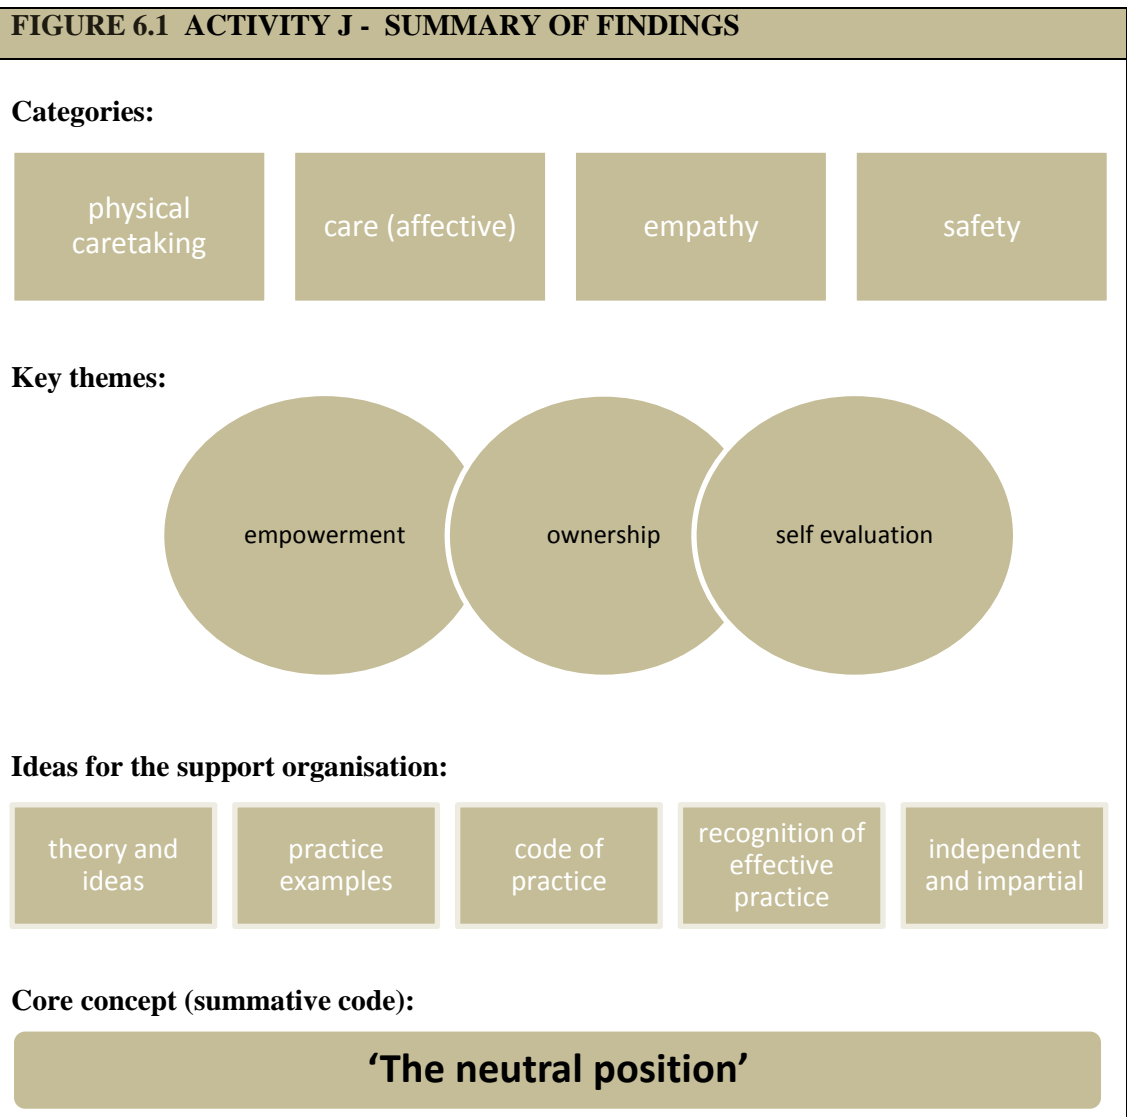 FIGURE 6.1 ACTIVITY J - SUMMARY OF FINDINGS
Categories:
physical
caretaking
care (affective)
empathy
safety
Key themes:
empowerment
ownership
self evaluation
Ideas for the support organisation:
theory and
ideas
practice
examples
code of
practice
recognition of
effective
practice
independent
and impartial
Core concept (summative code):
‘The neutral position’